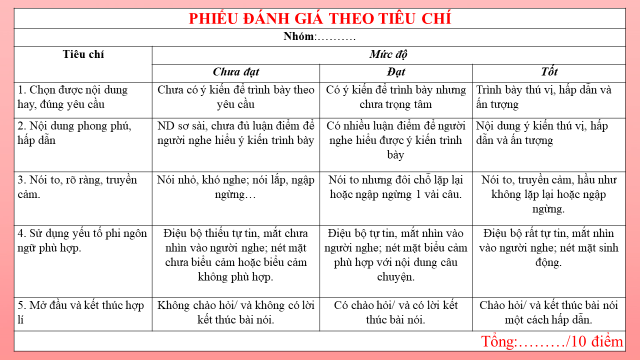 PHIẾU ĐÁNH GIÁ THEO TIÊU CHÍ
Nhóm:……….
Tiêu chí
Mức độ
Chưa đạt
Đạt
Tốt
1. Chọn được nội dung
hay, đúng yêu cầu
Chưa có ý kiến để trình bày theo
yêu cầu
Có ý kiến để trình bày nhưng
chưa trọng tâm
Trình bày thú vị, hấp dẫn và
ấn tượng
2. Nội dung phong phú,
hấp dẫn
ND sơ sài, chưa đủ luận điểm để
người nghe hiểu ý kiến trình bày
Có nhiều luận điểm để người
nghe hiểu được ý kiến trình
bày
Nội dung ý kiến thú vị, hấp
dẫn và ấn tượng
3. Nói to, rõ ràng, truyền
cảm.
Nói nhỏ, khó nghe; nói lắp, ngập
ngừng…
Nói to nhưng đôi chỗ lặp lại
hoặc ngập ngừng 1 vài câu.
Nói to, truyền cảm, hầu như
không lặp lại hoặc ngập
ngừng.
4. Sử dụng yếu tố phi ngôn
ngữ phù hợp.
Điệu bộ thiếu tự tin, mắt chưa
nhìn vào người nghe; nét mặt
chưa biểu cảm hoặc biểu cảm
không phù hợp.
Điệu bộ tự tin, mắt nhìn vào
người nghe; nét mặt biểu cảm
phù hợp với nội dung câu
chuyện.
Điệu bộ rất tự tin, mắt nhìn
vào người nghe; nét mặt sinh
động.
5. Mở đầu và kết thúc hợp
lí
Không chào hỏi/ và không có lời
kết thúc bài nói.
Có chào hỏi/ và có lời kết
thúc bài nói.
Chào hỏi/ và kết thúc bài nói
một cách hấp dẫn.
Tổng:………/10 điểm